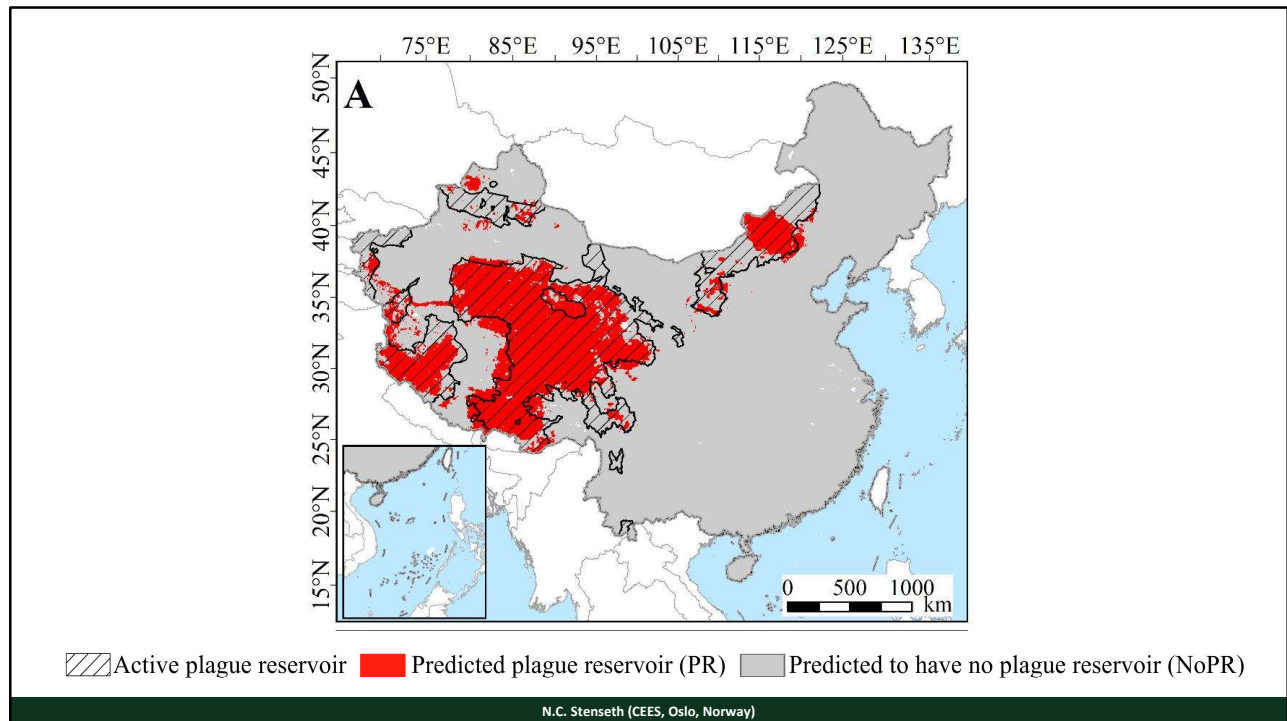 75°E 85°E 95°E 105°E 115°E 125°E 135°E
A
50°N
45°N
40°N
35°N
30°N
25°N
20°N
15°N
0 500 1000
km
Active plague reservoir Predicted plague reservoir (PR) Predicted to have no plague reservoir (NoPR)
N.C. Stenseth (CEES, Oslo, Norway)